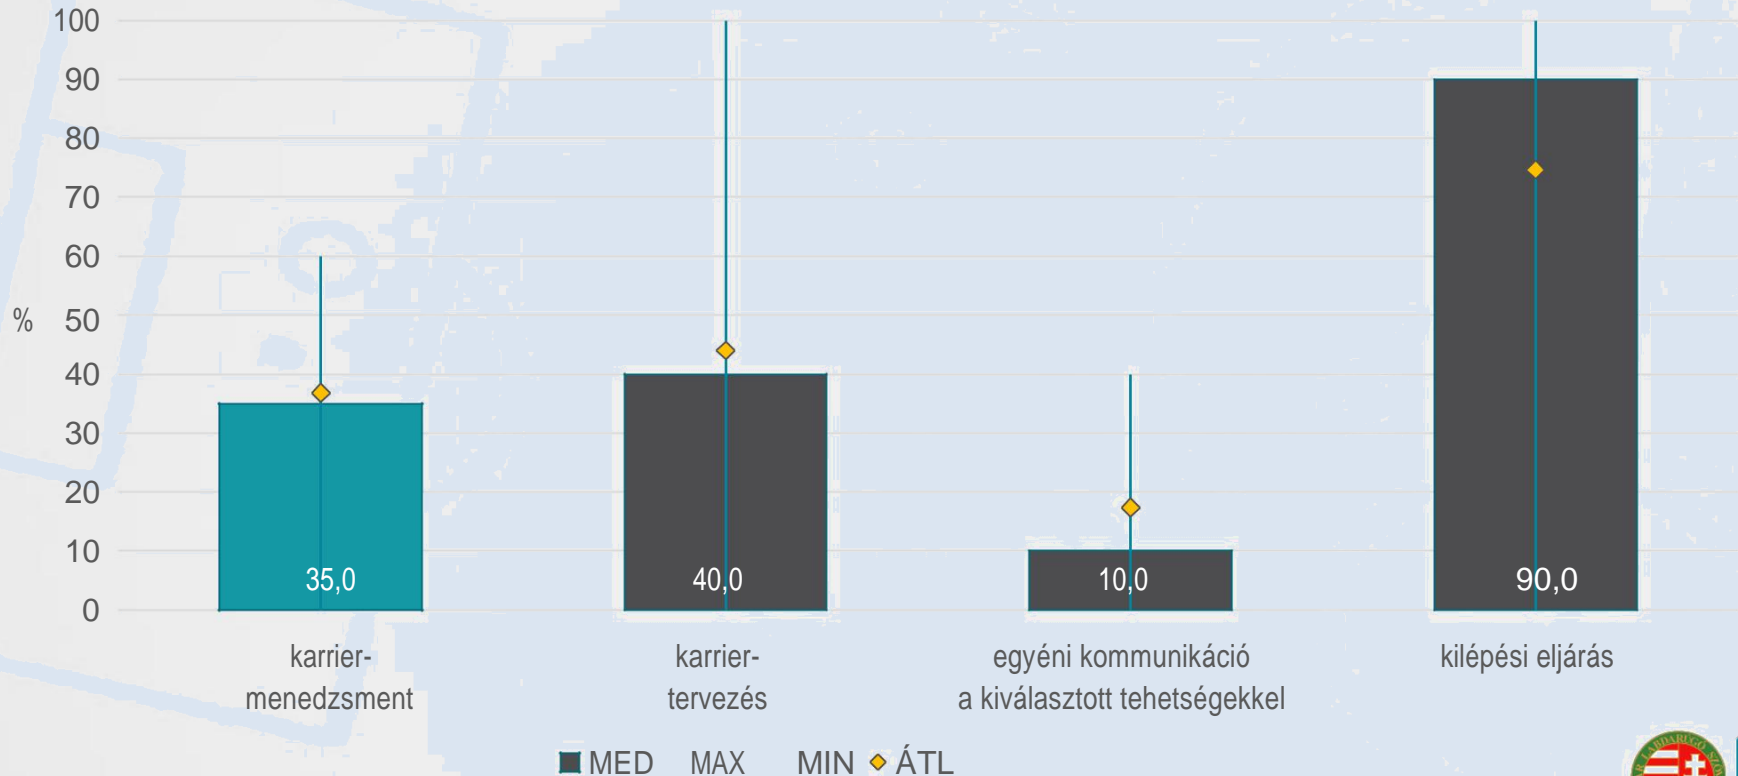 100
90
80
70
60
% 50
40
30
20
10
0
35,0
40,0
10,0
90,0
karrier-
menedzsment
karrier-
tervezés
egyéni kommunikáció
a kiválasztott tehetségekkel
kilépési eljárás
MED MAX MIN ÁTL
LABDARÚGÓ